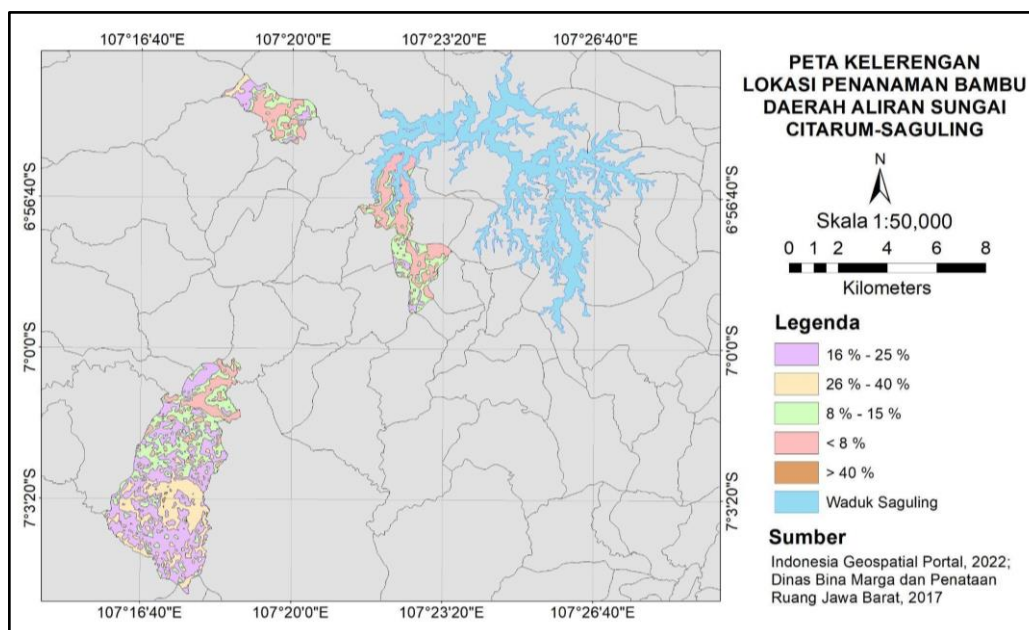 107°16'40"E 107°20'0"E 107°23'20"E 107°26'40"E
6°56'40"S
7°0'0"S
7°3'20"S
6°56'40"S
7°0'0"S
7°3'20"S
107°16'40"E 107°20'0"E 107°23'20"E 107°26'40"E
PETA KELERENGAN
LOKASI PENANAMAN BAMBU
DAERAH ALIRAN SUNGAI
CITARUM-SAGULING
N
Skala 1:50,000
0 1 2 4 6 8
Kilometers
Legenda
16 % - 25 %
26 % - 40 %
8 % - 15 %
< 8 %
> 40 %
Waduk Saguling
Sumber
Indonesia Geospatial Portal, 2022;
Dinas Bina Marga dan Penataan
Ruang Jawa Barat, 2017